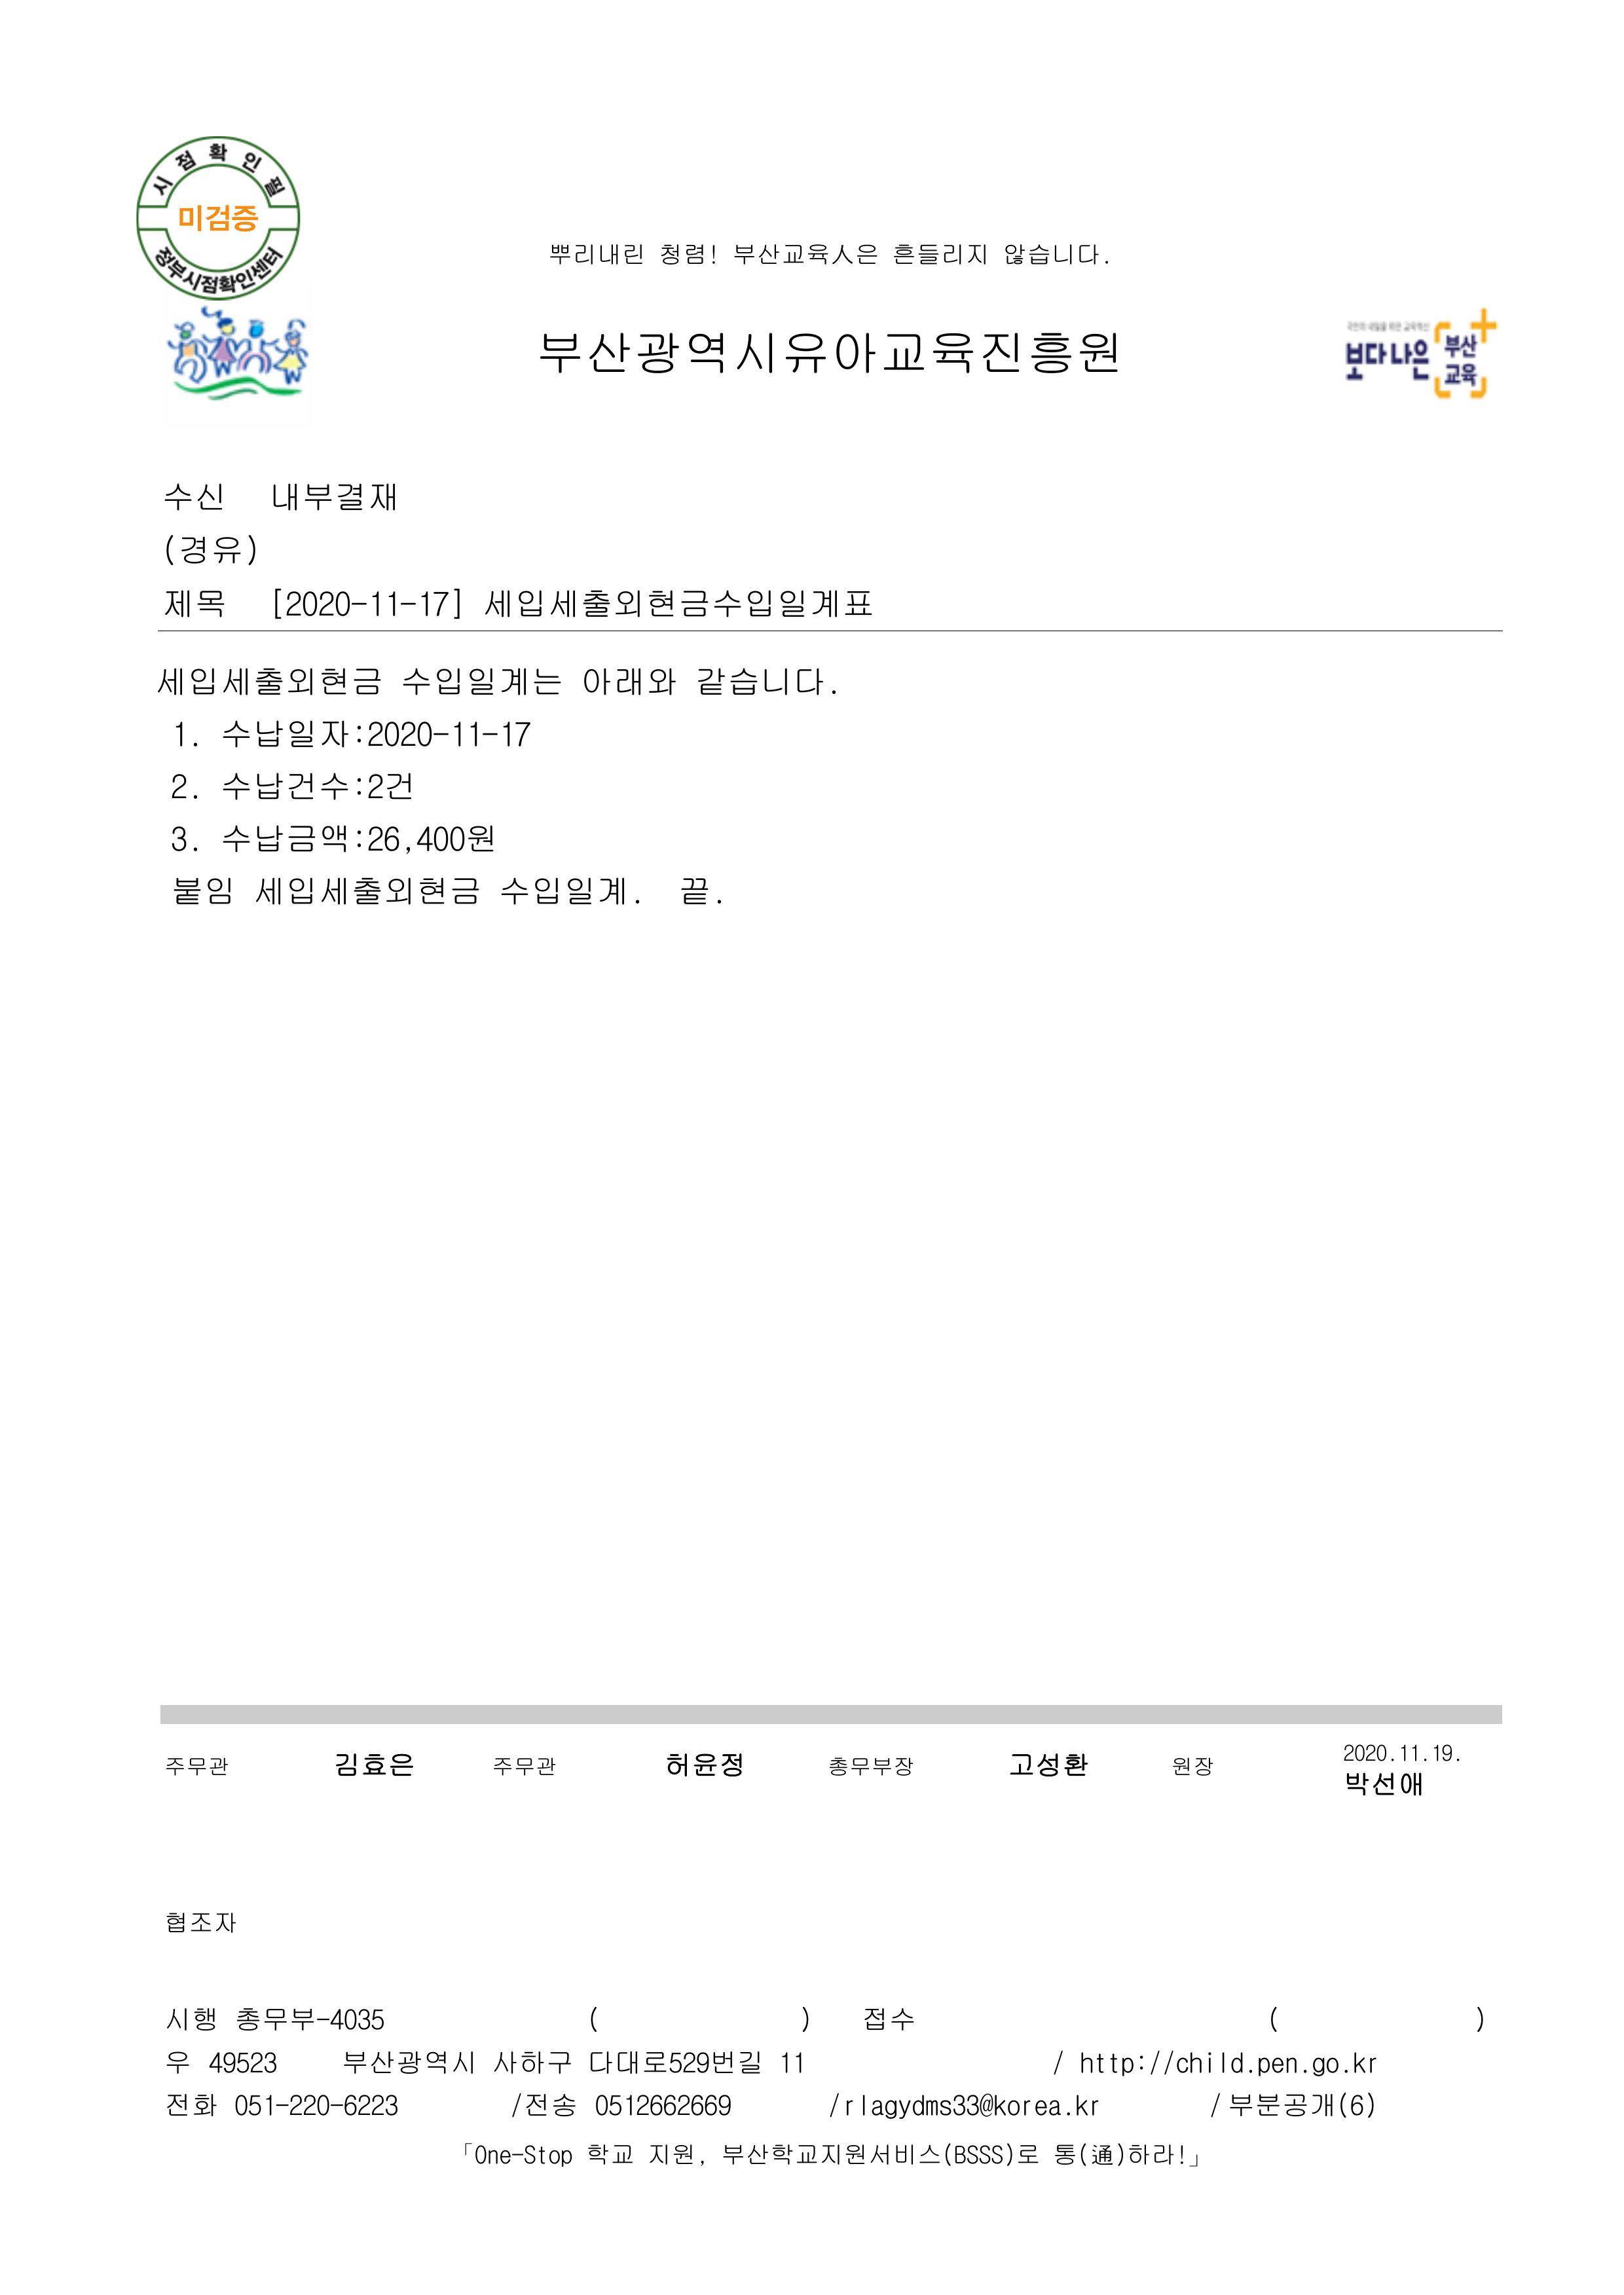 시점확인필
미검증
정부시점확인센터
뿌리내린 청렴! 부산교육人은 흔들리지 않습니다.
부산광역시유아교육진흥원
국민의 내일을 위한 교육혁신
보다 나은 부산
교육
수신 내부결재
(경유)
제목 [2020-11-17] 세입세출외현금수입일계표
세입세출외현금 수입일계는 아래와 같습니다.
1. 수납일자:2020-11-17
2. 수납건수:2건
3. 수납금액:26,400원
붙임 세입세출외현금 수입일계. 끝.
주무관 김효은 주무관 허윤정 총무부장 고성환 원장 2020.11.19.
박선애
협조자
시행 총무부-4035 ( ) 접수 ( )
우 49523 부산광역시 사하구 다대로529번길 11 / http://child.pen.go.kr
전화 051-220-6223 /전송 0512662669 /rlagydms33@korea.kr / 부분공개(6)
「One-Stop 학교 지원, 부산학교지원서비스(BSSS)로 통(通)하라!」